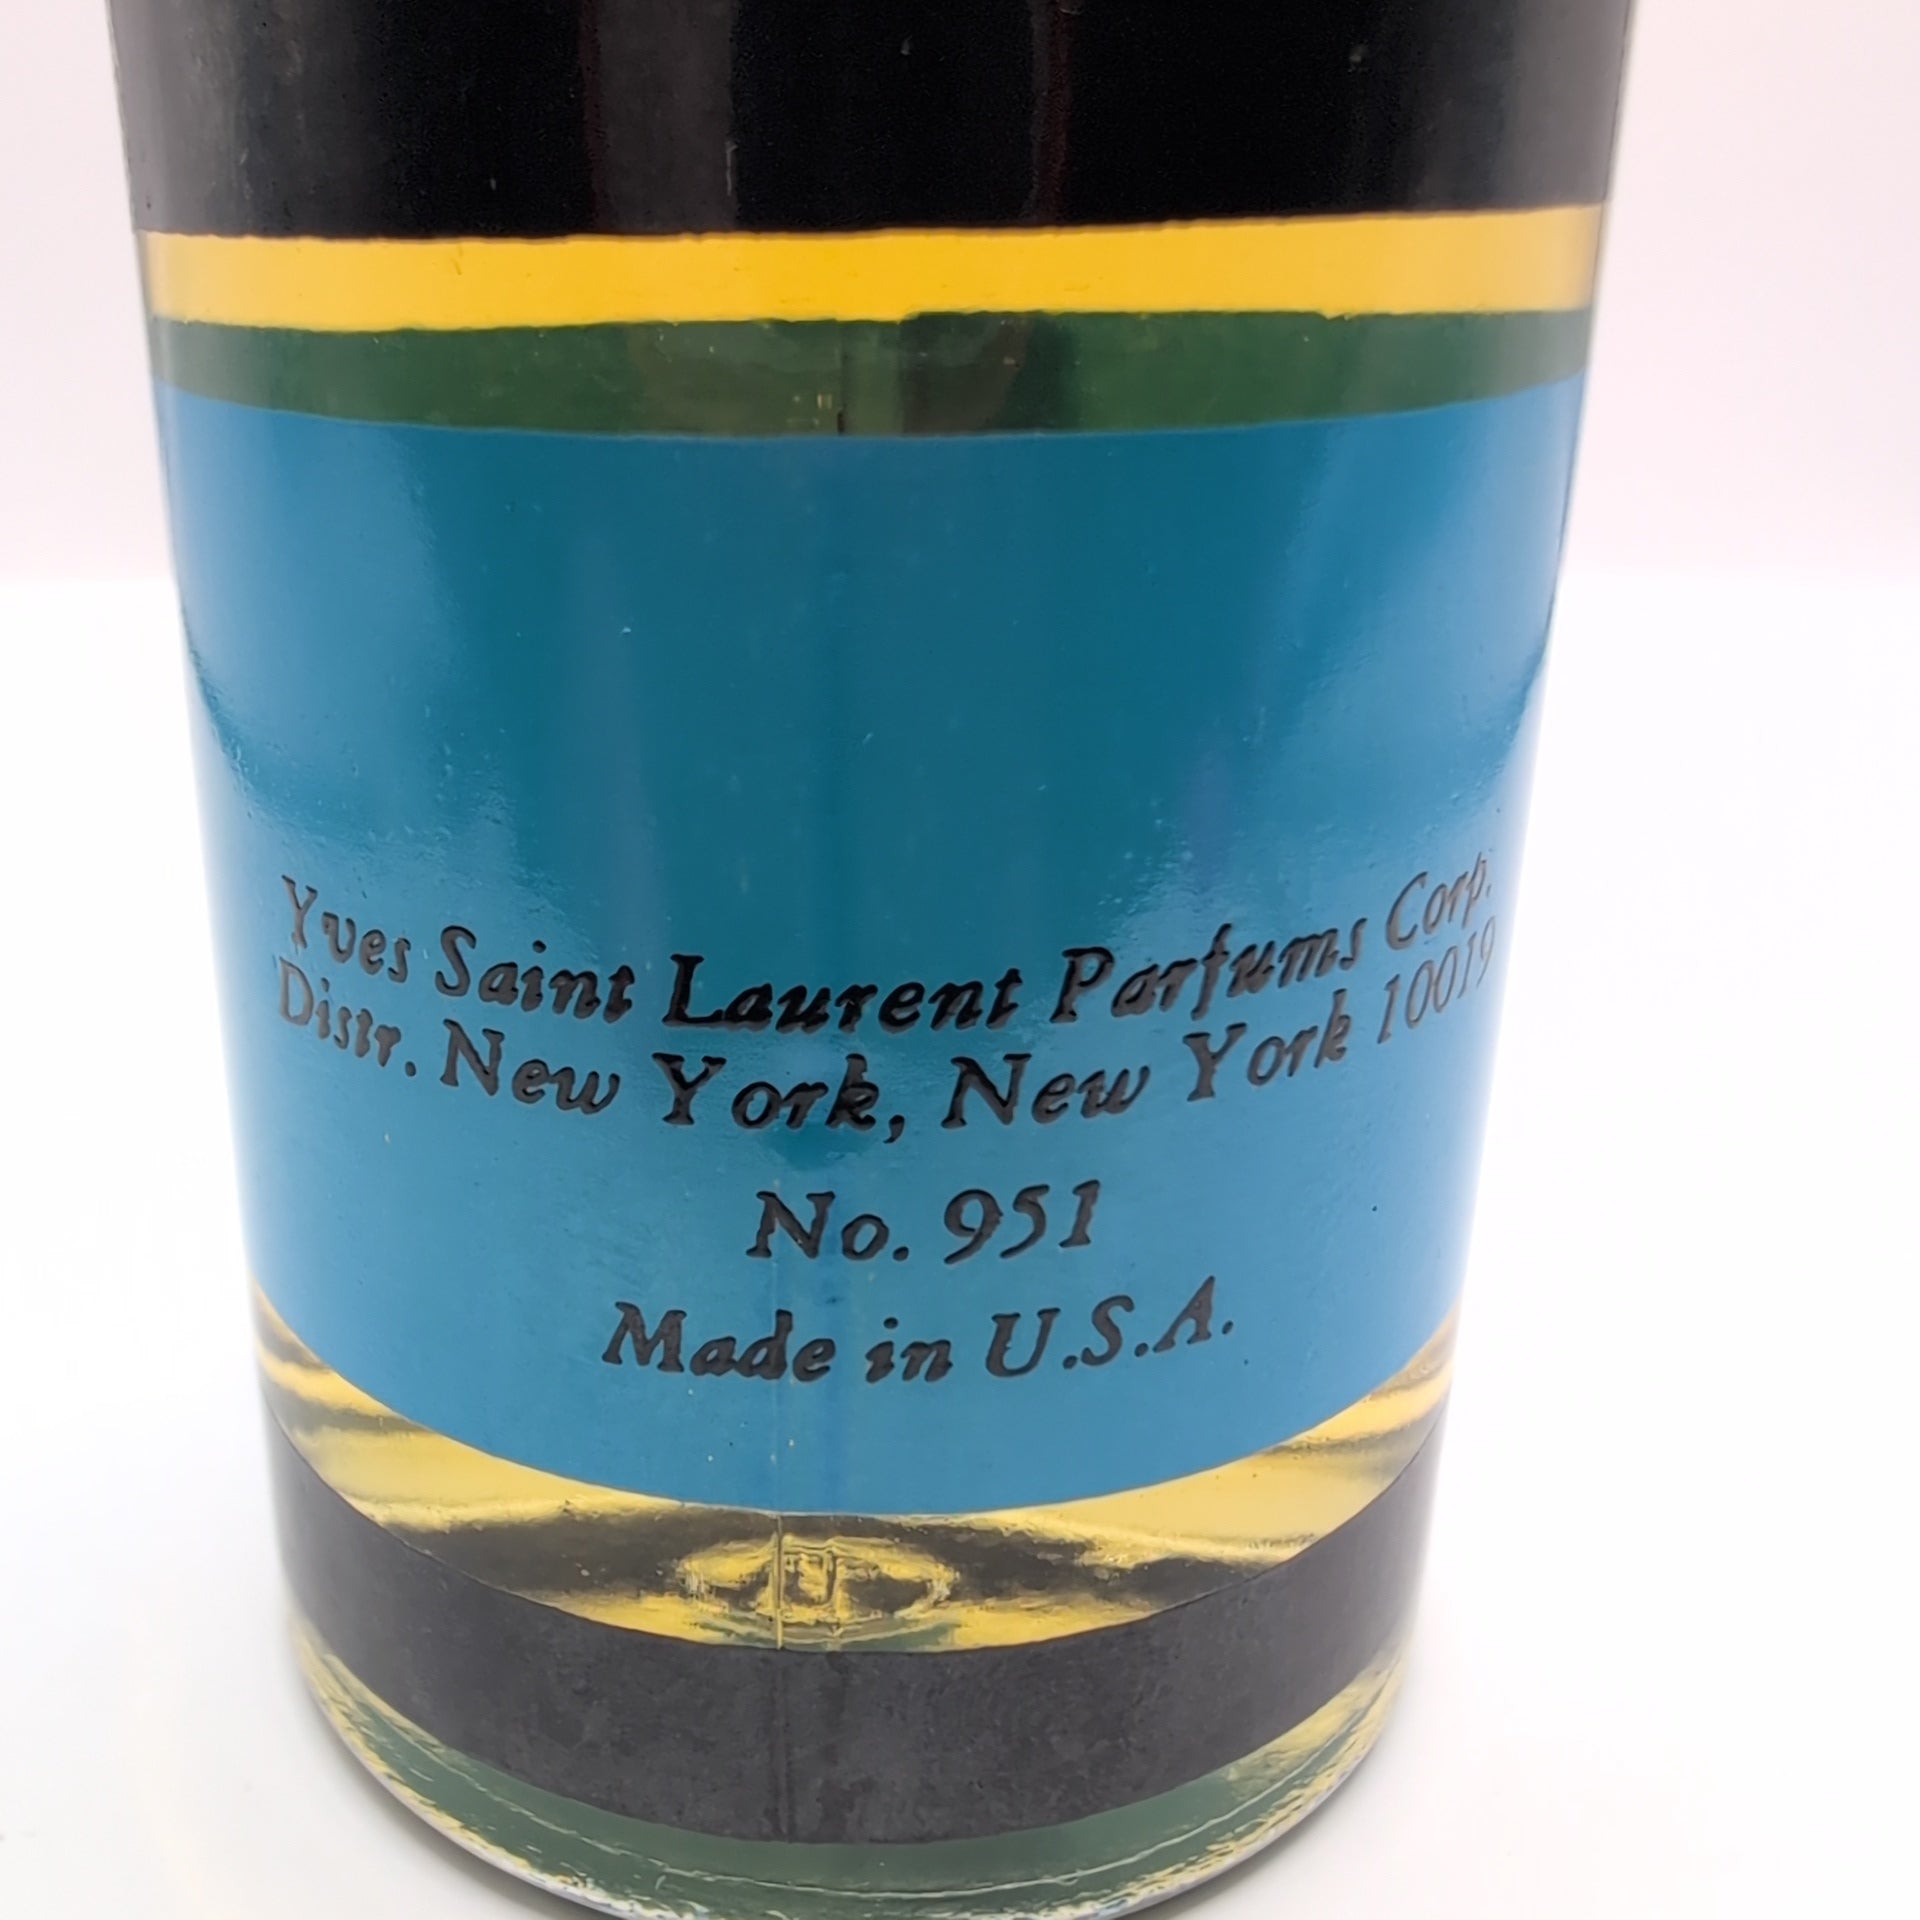 Yves Saint Laurent Parfums Corp.
Distr. New York, New York 10019
No. 951
Made in U.S.A.